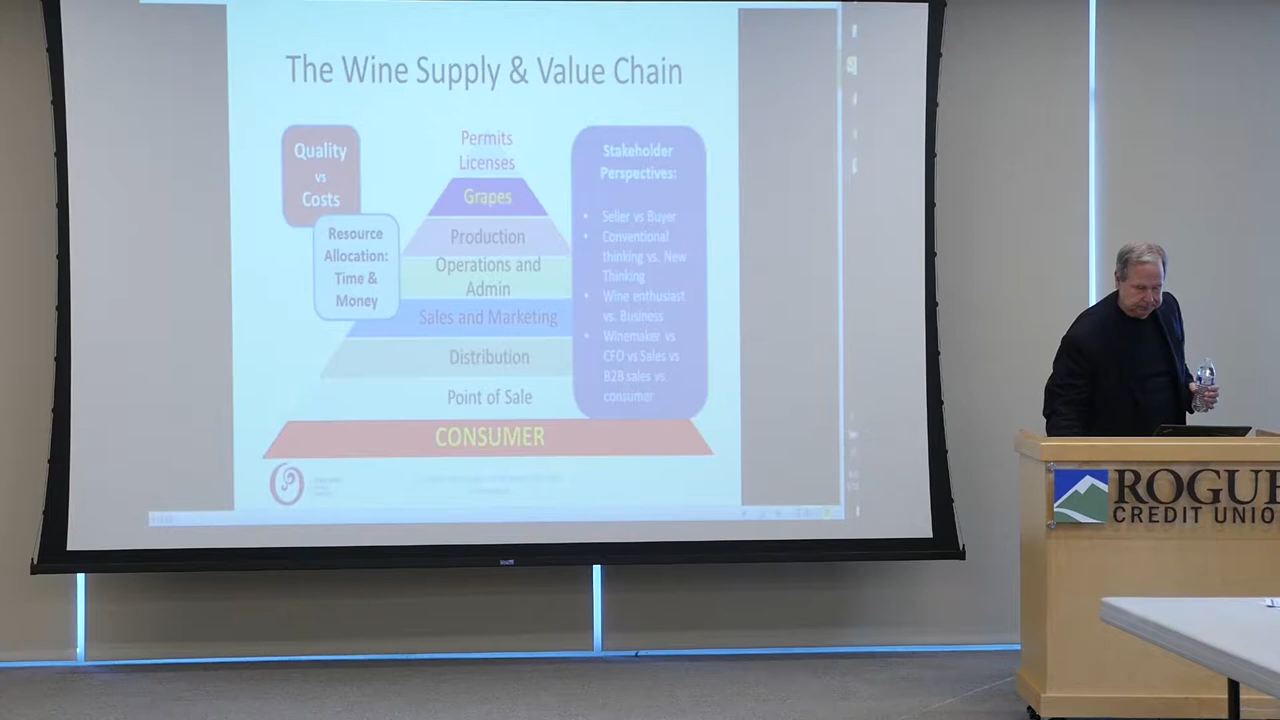 The Wine Supply & Value Chain
Quality
vs
Costs
Resource
Allocation:
Time &
Money
Permits
Licenses
Grapes
Production
Operations and
Admin
Sales and Marketing
Distribution
Point of Sale
CONSUMER
Stakeholder
Perspectives:
• Seller vs Buyer
• Conventional
thinking vs. New
Thinking
• Wine enthusiast
vs. Business
• Winemaker vs
CFO vs Sales vs
B2B sales vs.
consumer
ROGUE
CREDIT UNIO